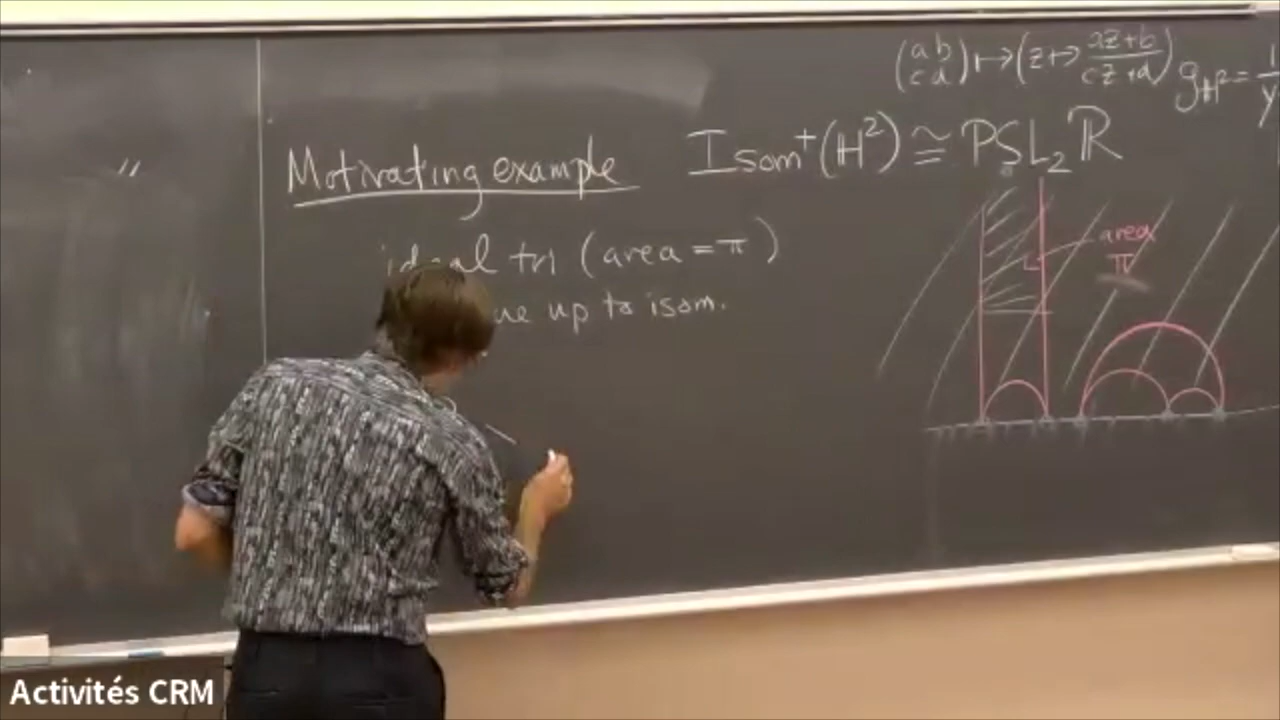 (a b
c d) ↦ (z ↦ az+b / cz+d)
g_H² = 1 / y
Motivating example
Isom⁺(H²) ≅ PSL₂ℝ
ideal tri (area = π)
up to isom.
area
π
Activités CRM